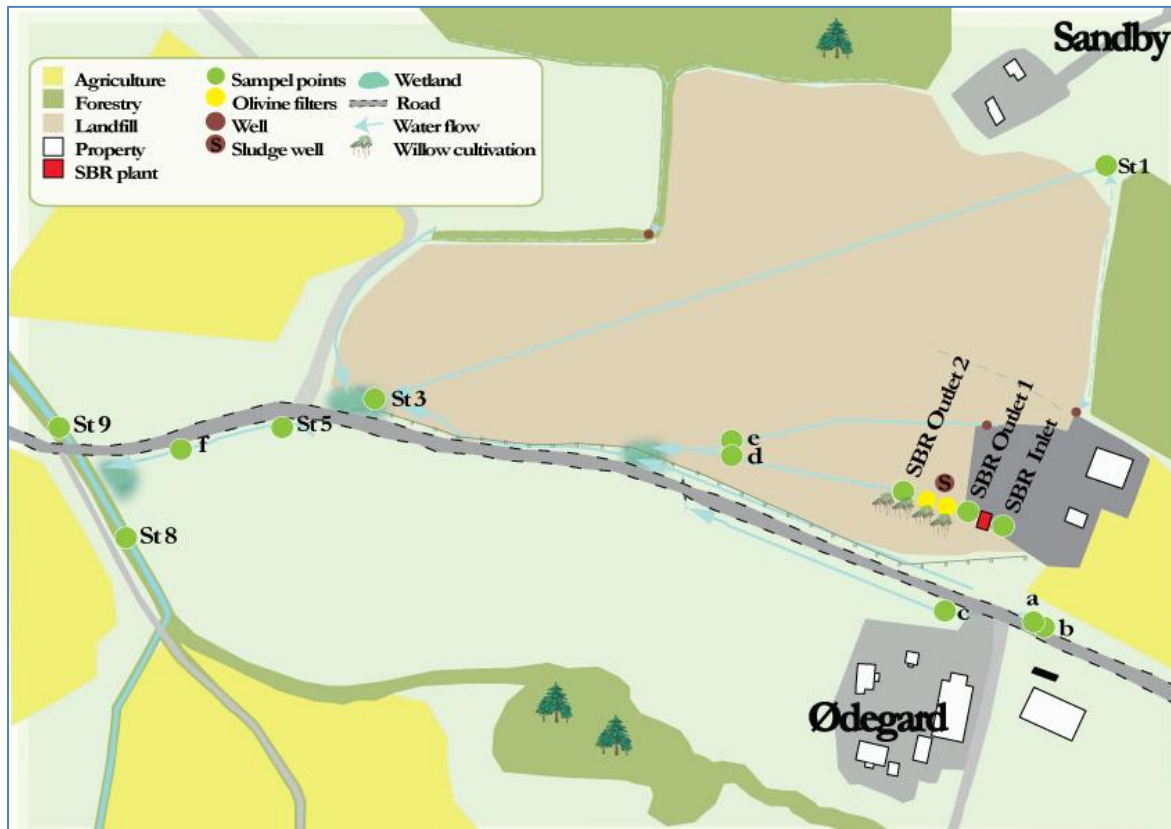 Sandby
Agriculture
Forestry
Landfill
Property
SBR plant
Sampel points
Olivine filters
Well
S Sludge well
Wetland
Road
Water flow
Willow cultivation
St 1
St 3
St 5
St 9
f
St 8
e
d
SBR Outlet 2
S
SBR Outlet 1
SBR Inlet
a
b
c
Ødegard